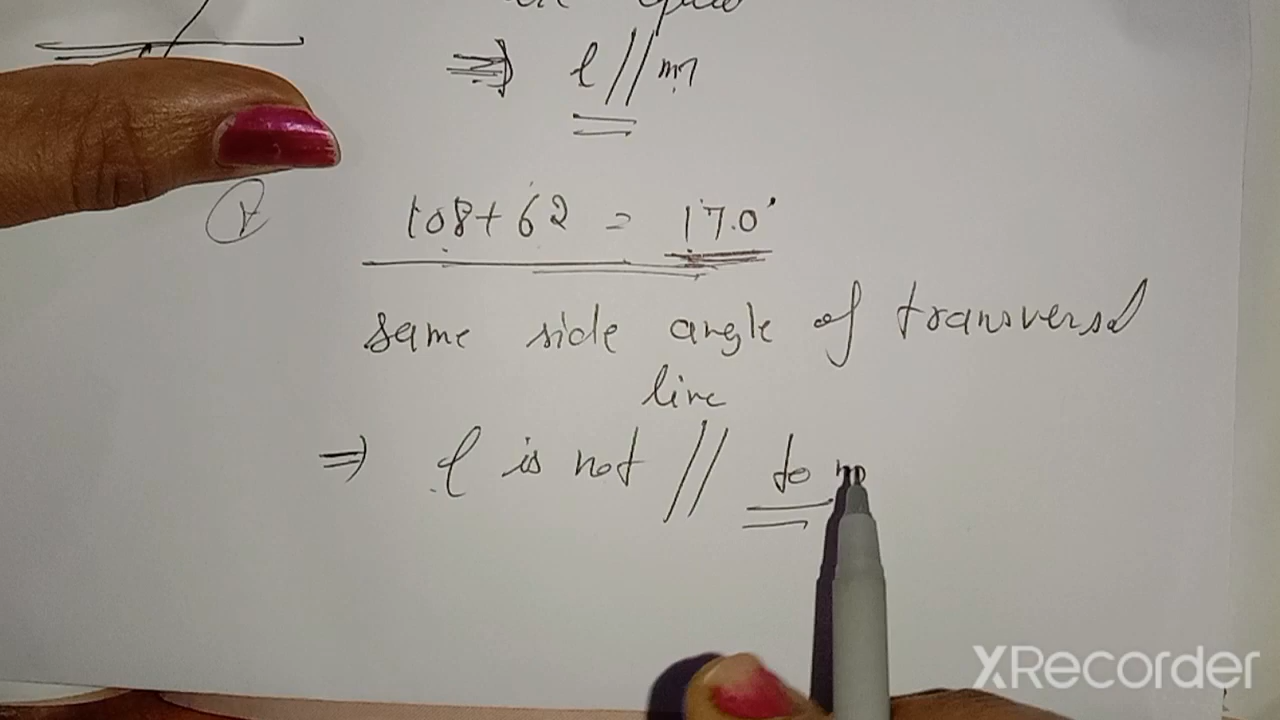 ⇒ l // m
108 + 62 = 170°
same side angle of transversal
line
⇒ l is not // to m
XRecorder